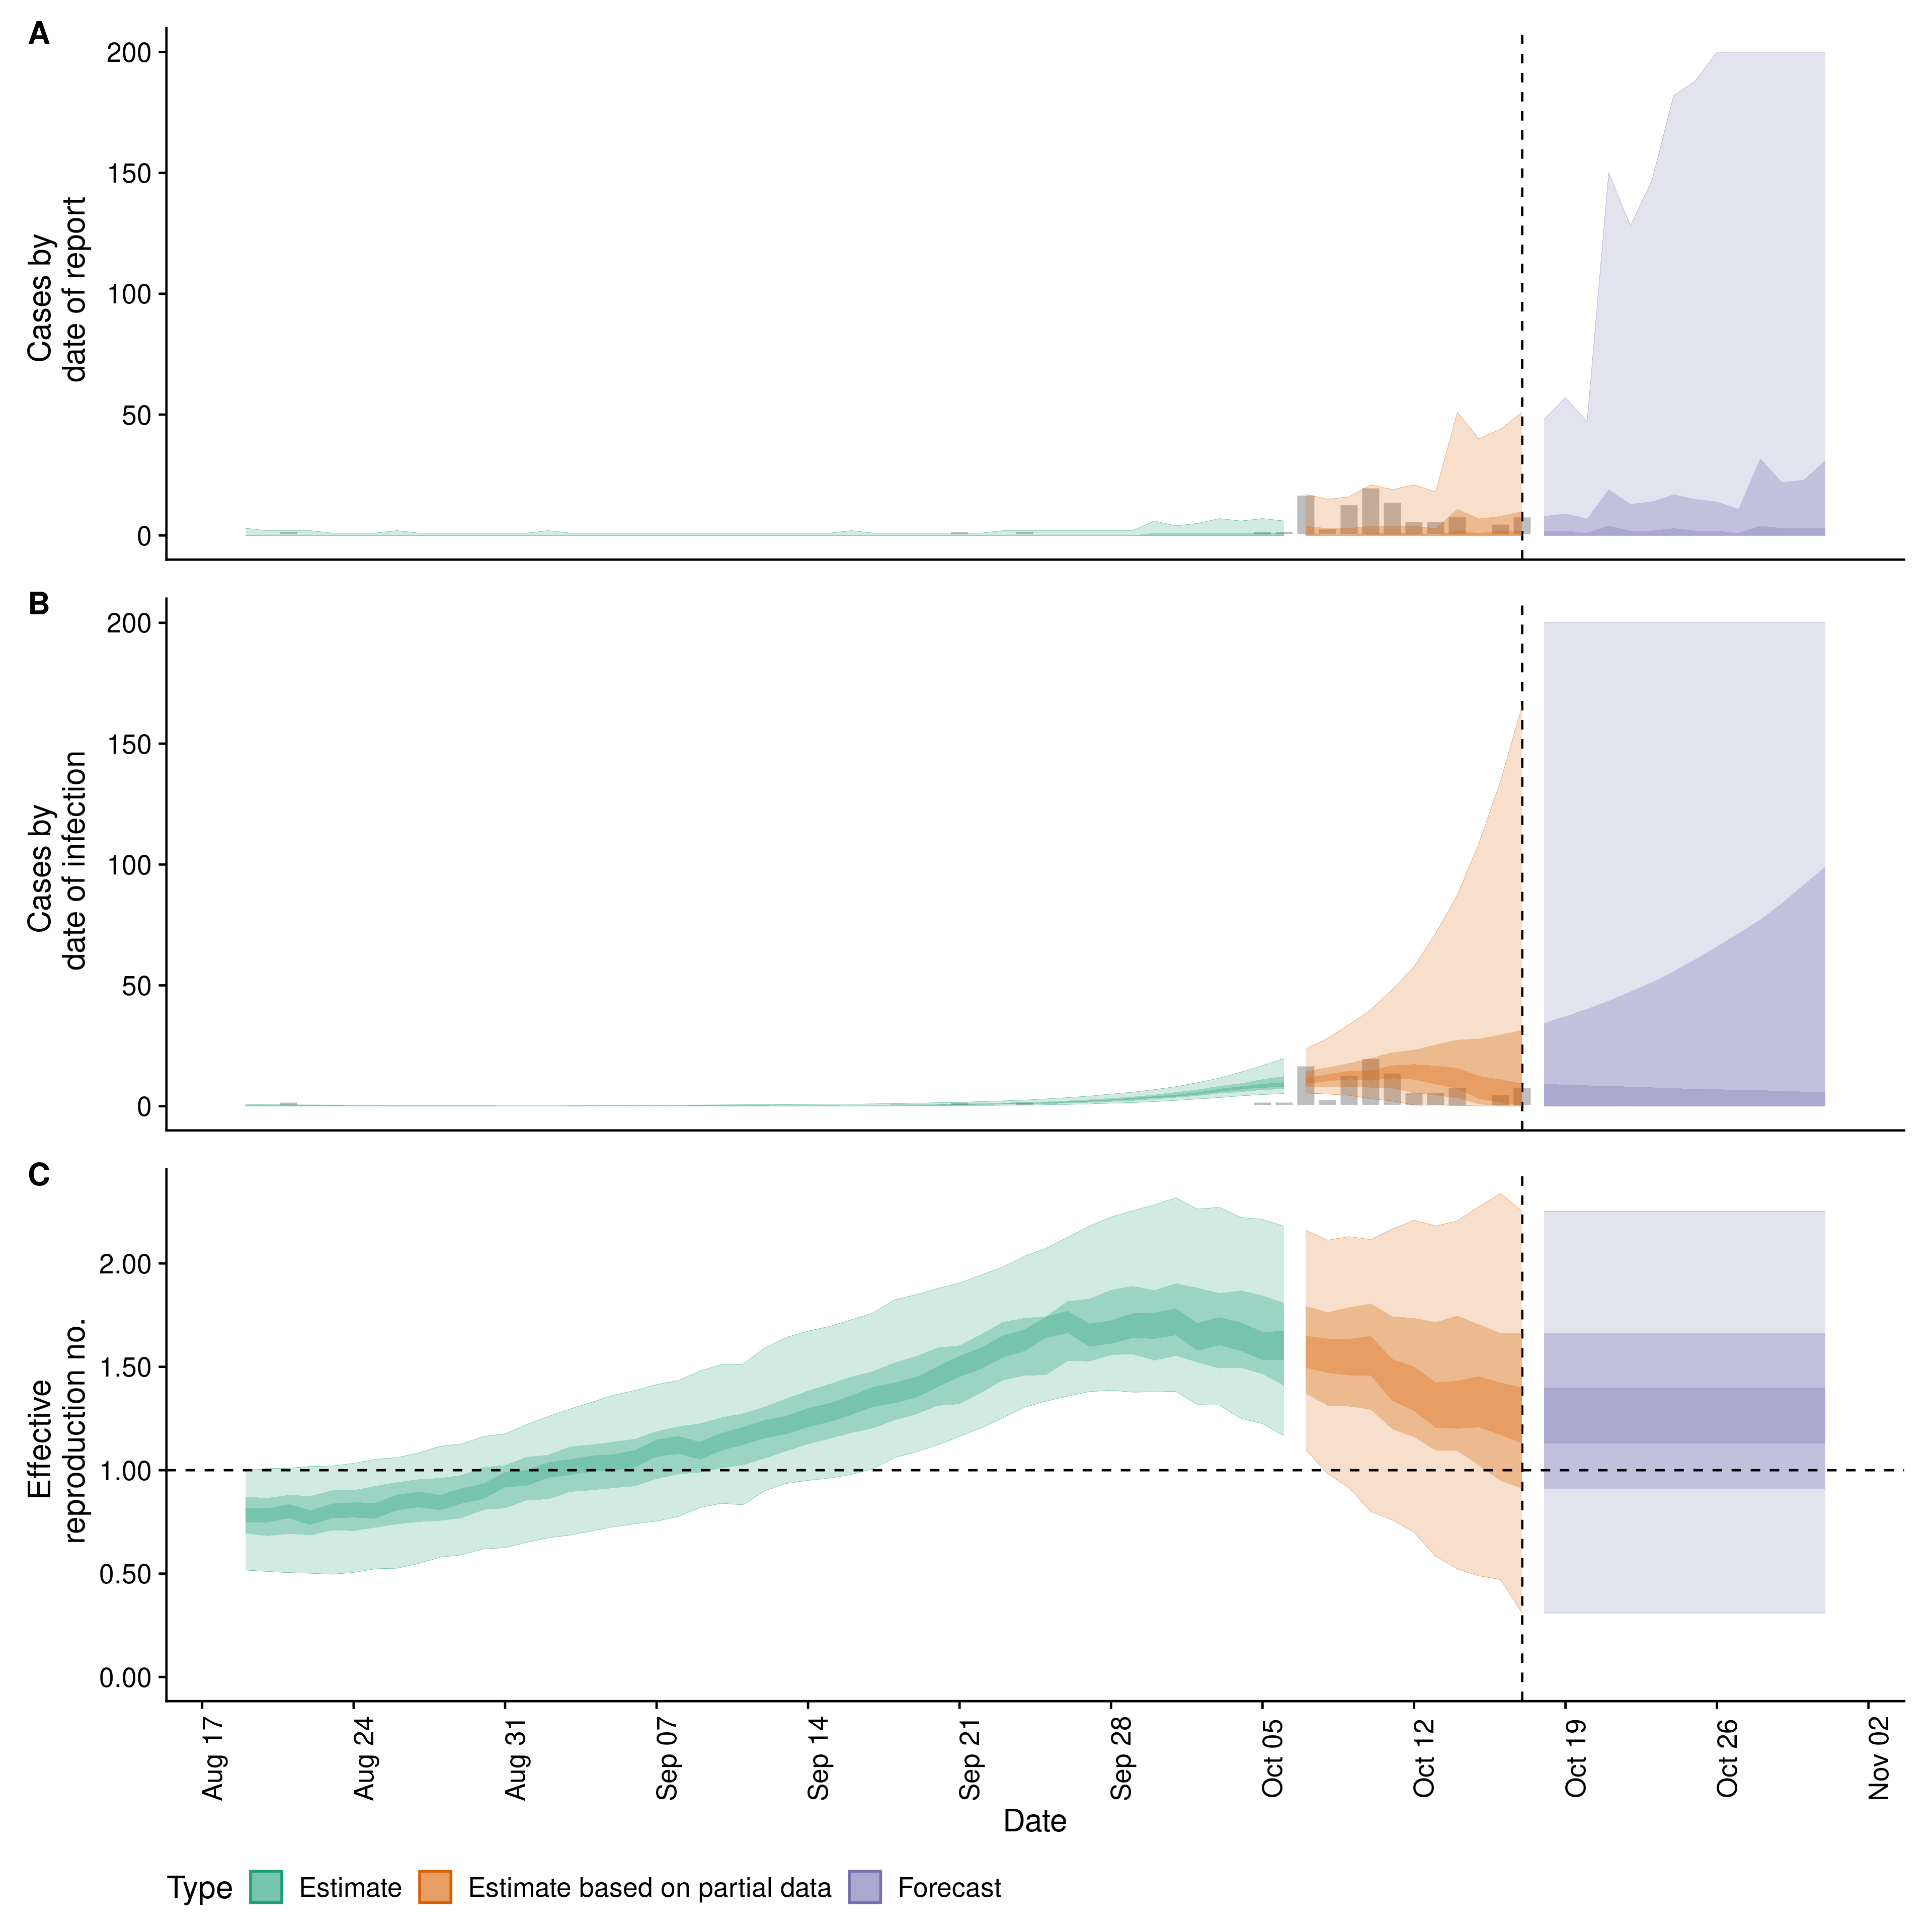 A
200
150
100
50
0
Cases by
date of report
B
200
150
100
50
0
Cases by
date of infection
C
2.00
1.50
1.00
0.50
0.00
Effective
reproduction no.
Aug 17
Aug 24
Aug 31
Sep 07
Sep 14
Sep 21
Sep 28
Oct 05
Oct 12
Oct 19
Oct 26
Nov 02
Date
Type Estimate Estimate based on partial data Forecast